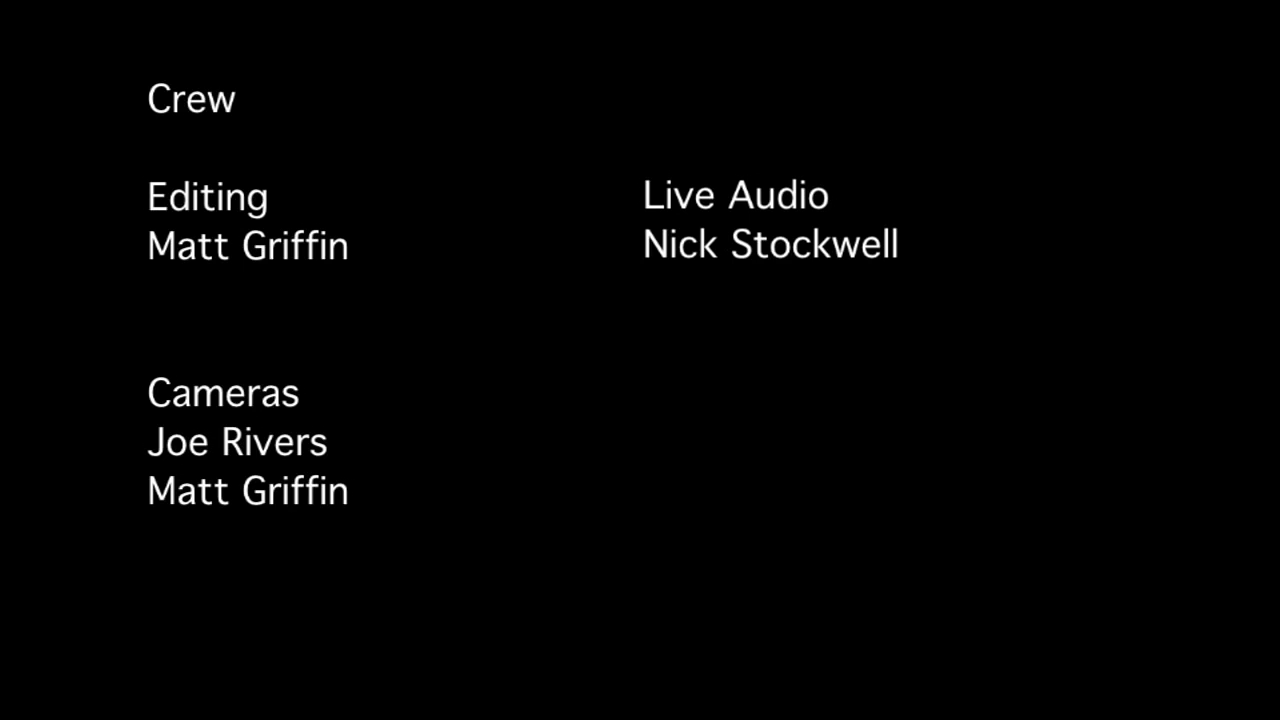 Crew
Editing
Matt Griffin
Live Audio
Nick Stockwell
Cameras
Joe Rivers
Matt Griffin